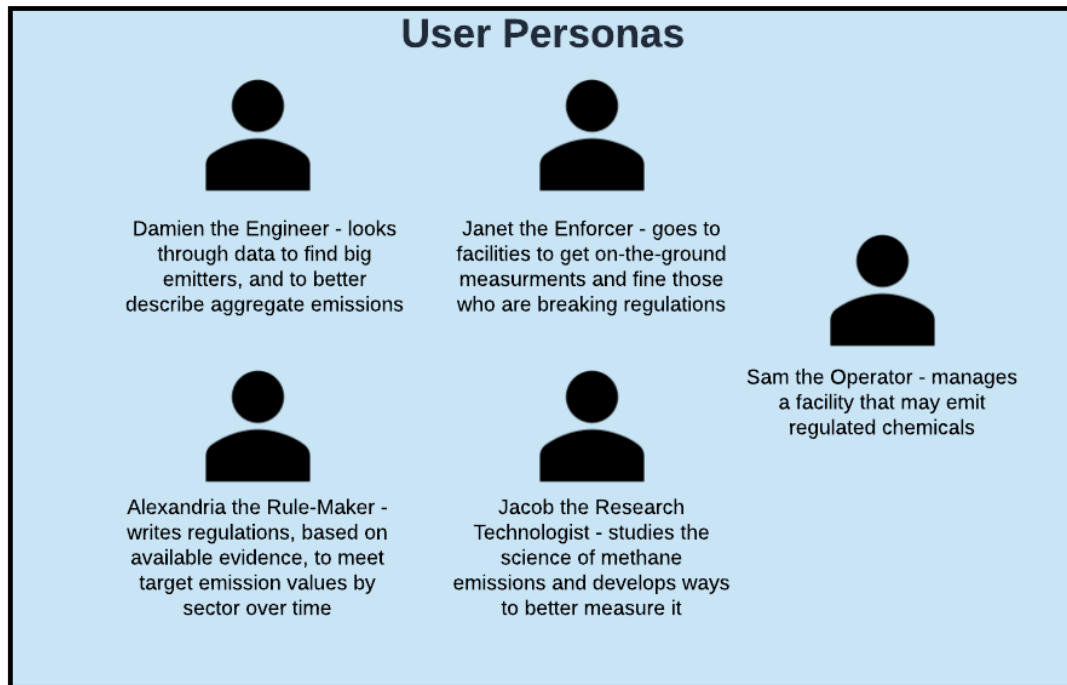 User Personas
Damien the Engineer - looks
through data to find big
emitters, and to better
describe aggregate emissions
Janet the Enforcer - goes to
facilities to get on-the-ground
measurments and fine those
who are breaking regulations
Sam the Operator - manages
a facility that may emit
regulated chemicals
Alexandria the Rule-Maker -
writes regulations, based on
available evidence, to meet
target emission values by
sector over time
Jacob the Research
Technologist - studies the
science of methane
emissions and develops ways
to better measure it